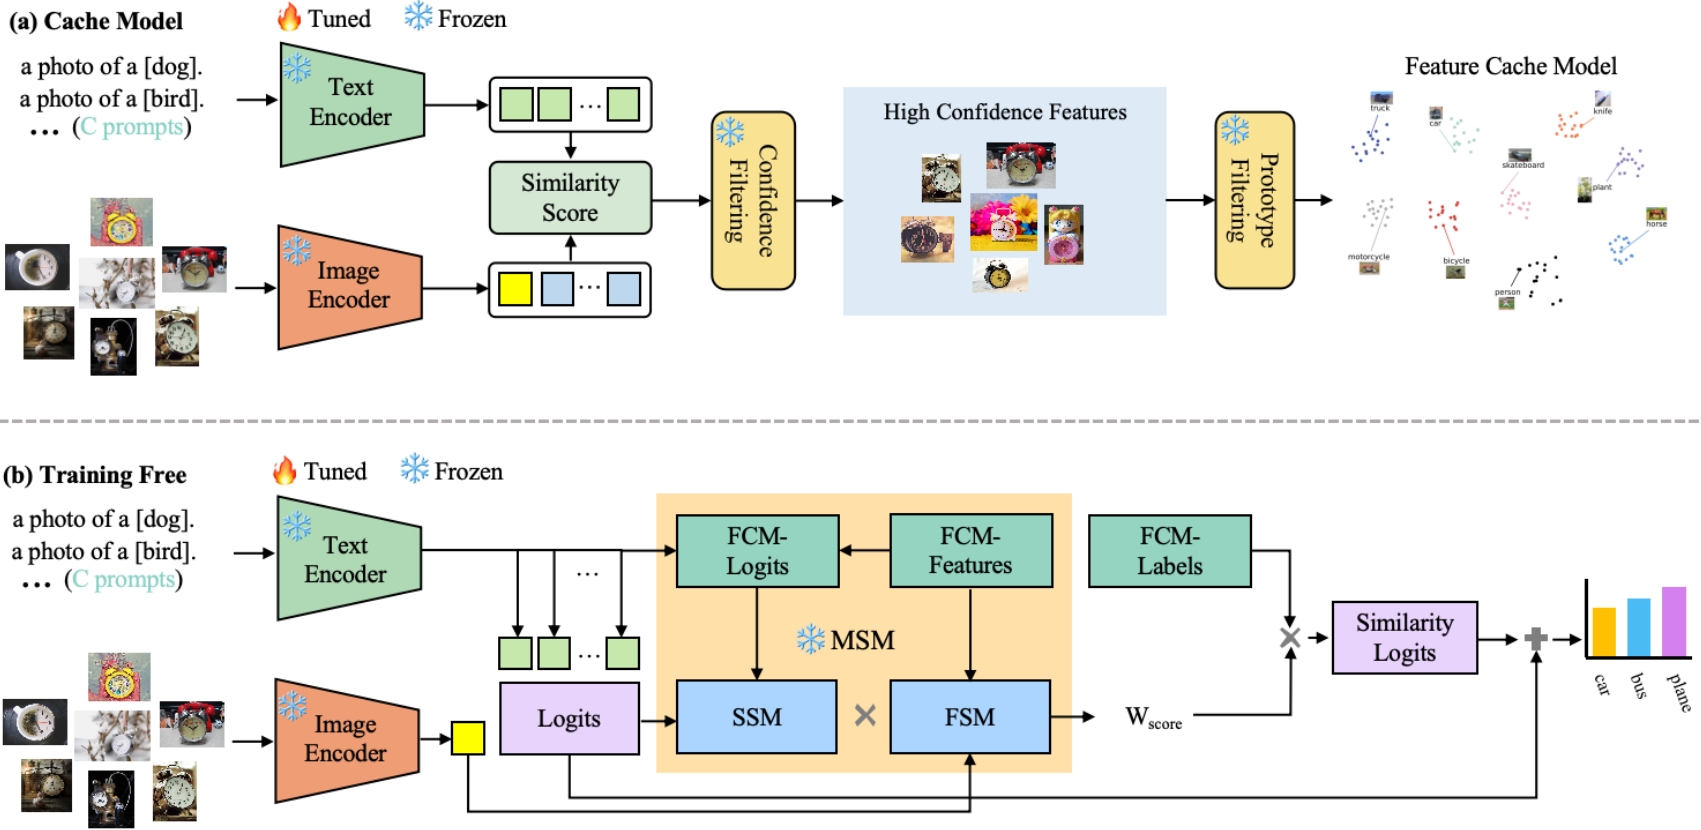 (a) Cache Model
Tuned
Frozen
a photo of a [dog].
a photo of a [bird].
... (C prompts)
Text
Encoder
...
Similarity
Score
Image
Encoder
...
Confidence
Filtering
High Confidence Features
Prototype
Filtering
Feature Cache Model
truck
car
knife
skateboard
plant
horse
motorcycle
bicycle
person
(b) Training Free
Tuned
Frozen
a photo of a [dog].
a photo of a [bird].
... (C prompts)
Text
Encoder
...
...
FCM-
Logits
FCM-
Features
FCM-
Labels
MSM
Image
Encoder
Logits
SSM
×
FSM
Wscore
×
Similarity
Logits
+
car
bus
plane